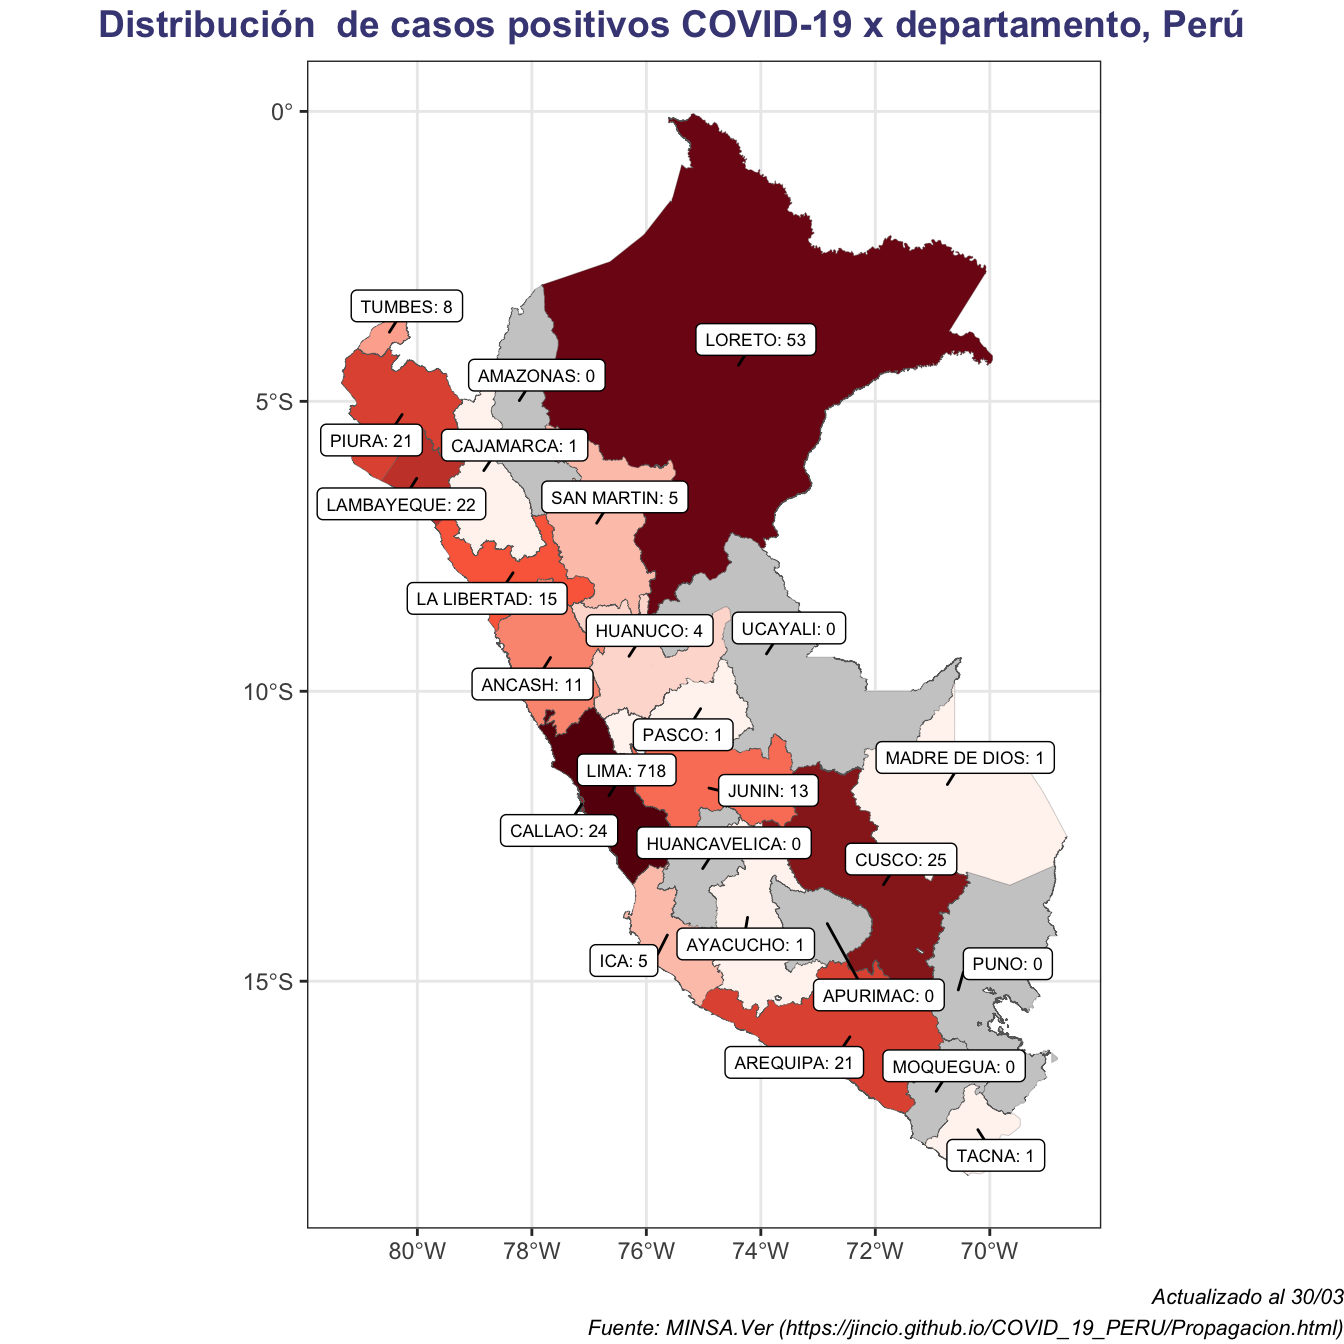 Distribución  de casos positivos COVID-19 x departamento, Perú
0°
TUMBES: 8
LORETO: 53
AMAZONAS: 0
5°S
PIURA: 21
CAJAMARCA: 1
SAN MARTIN: 5
LAMBAYEQUE: 22
LA LIBERTAD: 15
HUANUCO: 4
UCAYALI: 0
ANCASH: 11
10°S
PASCO: 1
MADRE DE DIOS: 1
LIMA: 718
JUNIN: 13
CALLAO: 24
HUANCAVELICA: 0
CUSCO: 25
AYACUCHO: 1
ICA: 5
PUNO: 0
15°S
APURIMAC: 0
AREQUIPA: 21
MOQUEGUA: 0
TACNA: 1
80°W 78°W 76°W 74°W 72°W 70°W
Actualizado al 30/03
Fuente: MINSA.Ver (https://jincio.github.io/COVID_19_PERU/Propagacion.html)